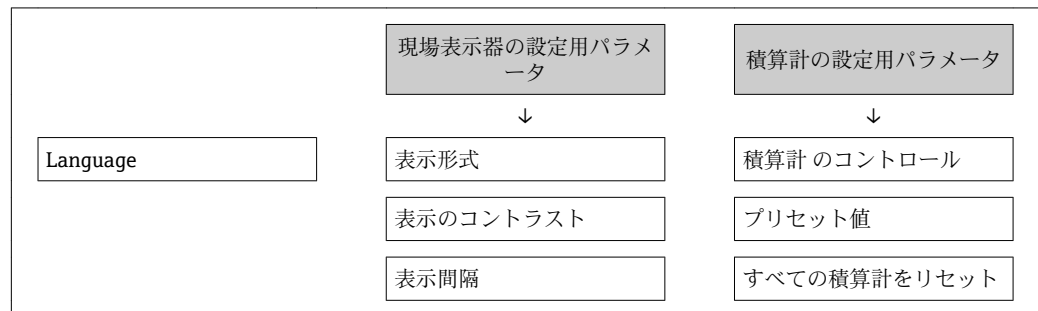 現場表示器の設定用パラメ
ータ
積算計の設定用パラメータ
↓
↓
Language
表示形式
積算計 のコントロール
表示のコントラスト
プリセット値
表示間隔
すべての積算計をリセット